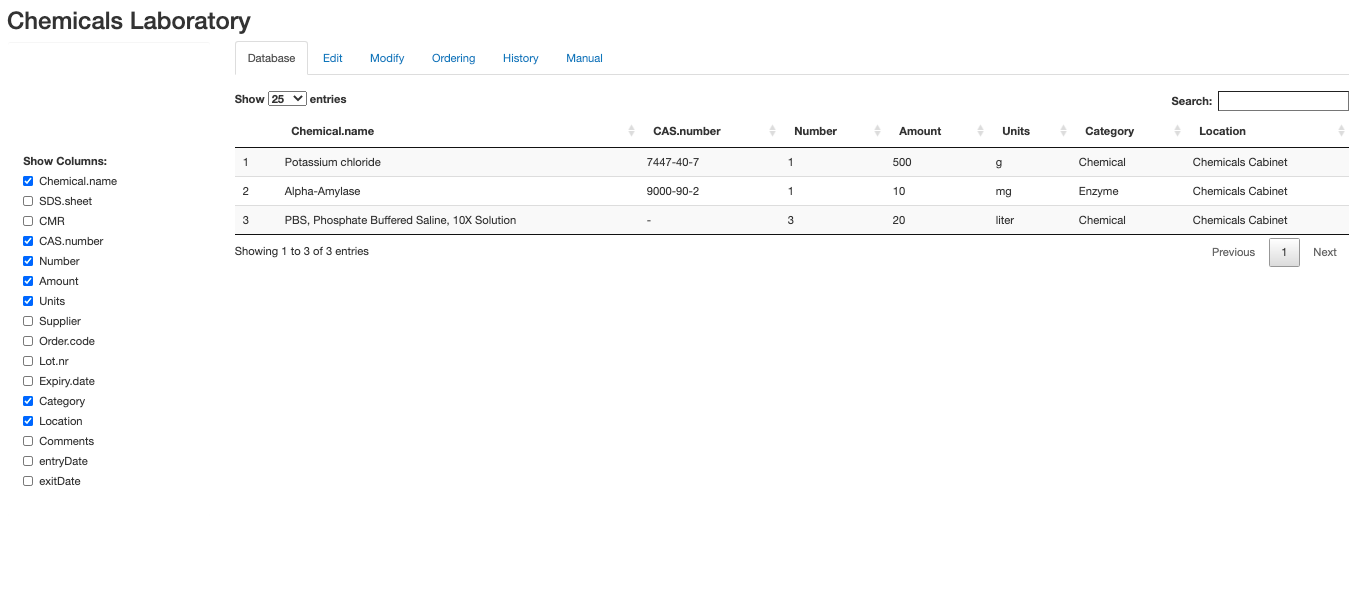 Chemicals Laboratory
Database Edit Modify Ordering History Manual
Show 25 entries Search:
Chemical.name CAS.number Number Amount Units Category Location
1 Potassium chloride 7447-40-7 1 500 g Chemical Chemicals Cabinet
2 Alpha-Amylase 9000-90-2 1 10 mg Enzyme Chemicals Cabinet
3 PBS, Phosphate Buffered Saline, 10X Solution - 3 20 liter Chemical Chemicals Cabinet
Showing 1 to 3 of 3 entries Previous 1 Next
Show Columns:
Chemical.name
SDS.sheet
CMR
CAS.number
Number
Amount
Units
Supplier
Order.code
Lot.nr
Expiry.date
Category
Location
Comments
entryDate
exitDate